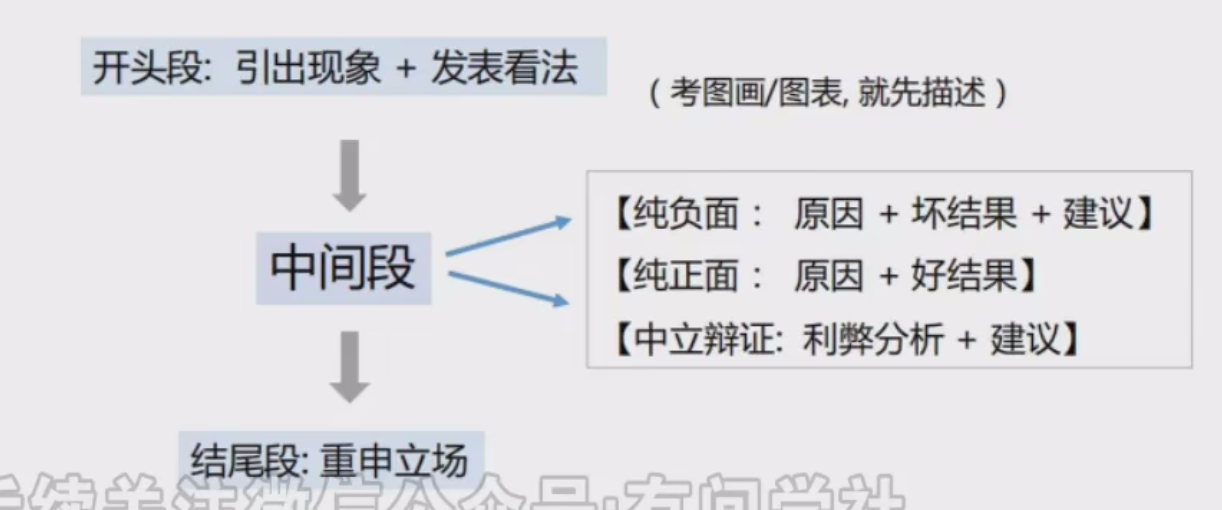 开头段: 引出现象 + 发表看法
（考图画/图表, 就先描述）
中间段
【纯负面： 原因 + 坏结果 + 建议】
【纯正面： 原因 + 好结果】
【中立辩证: 利弊分析 + 建议】
结尾段: 重申立场
后续关注微信公众号:有问学社